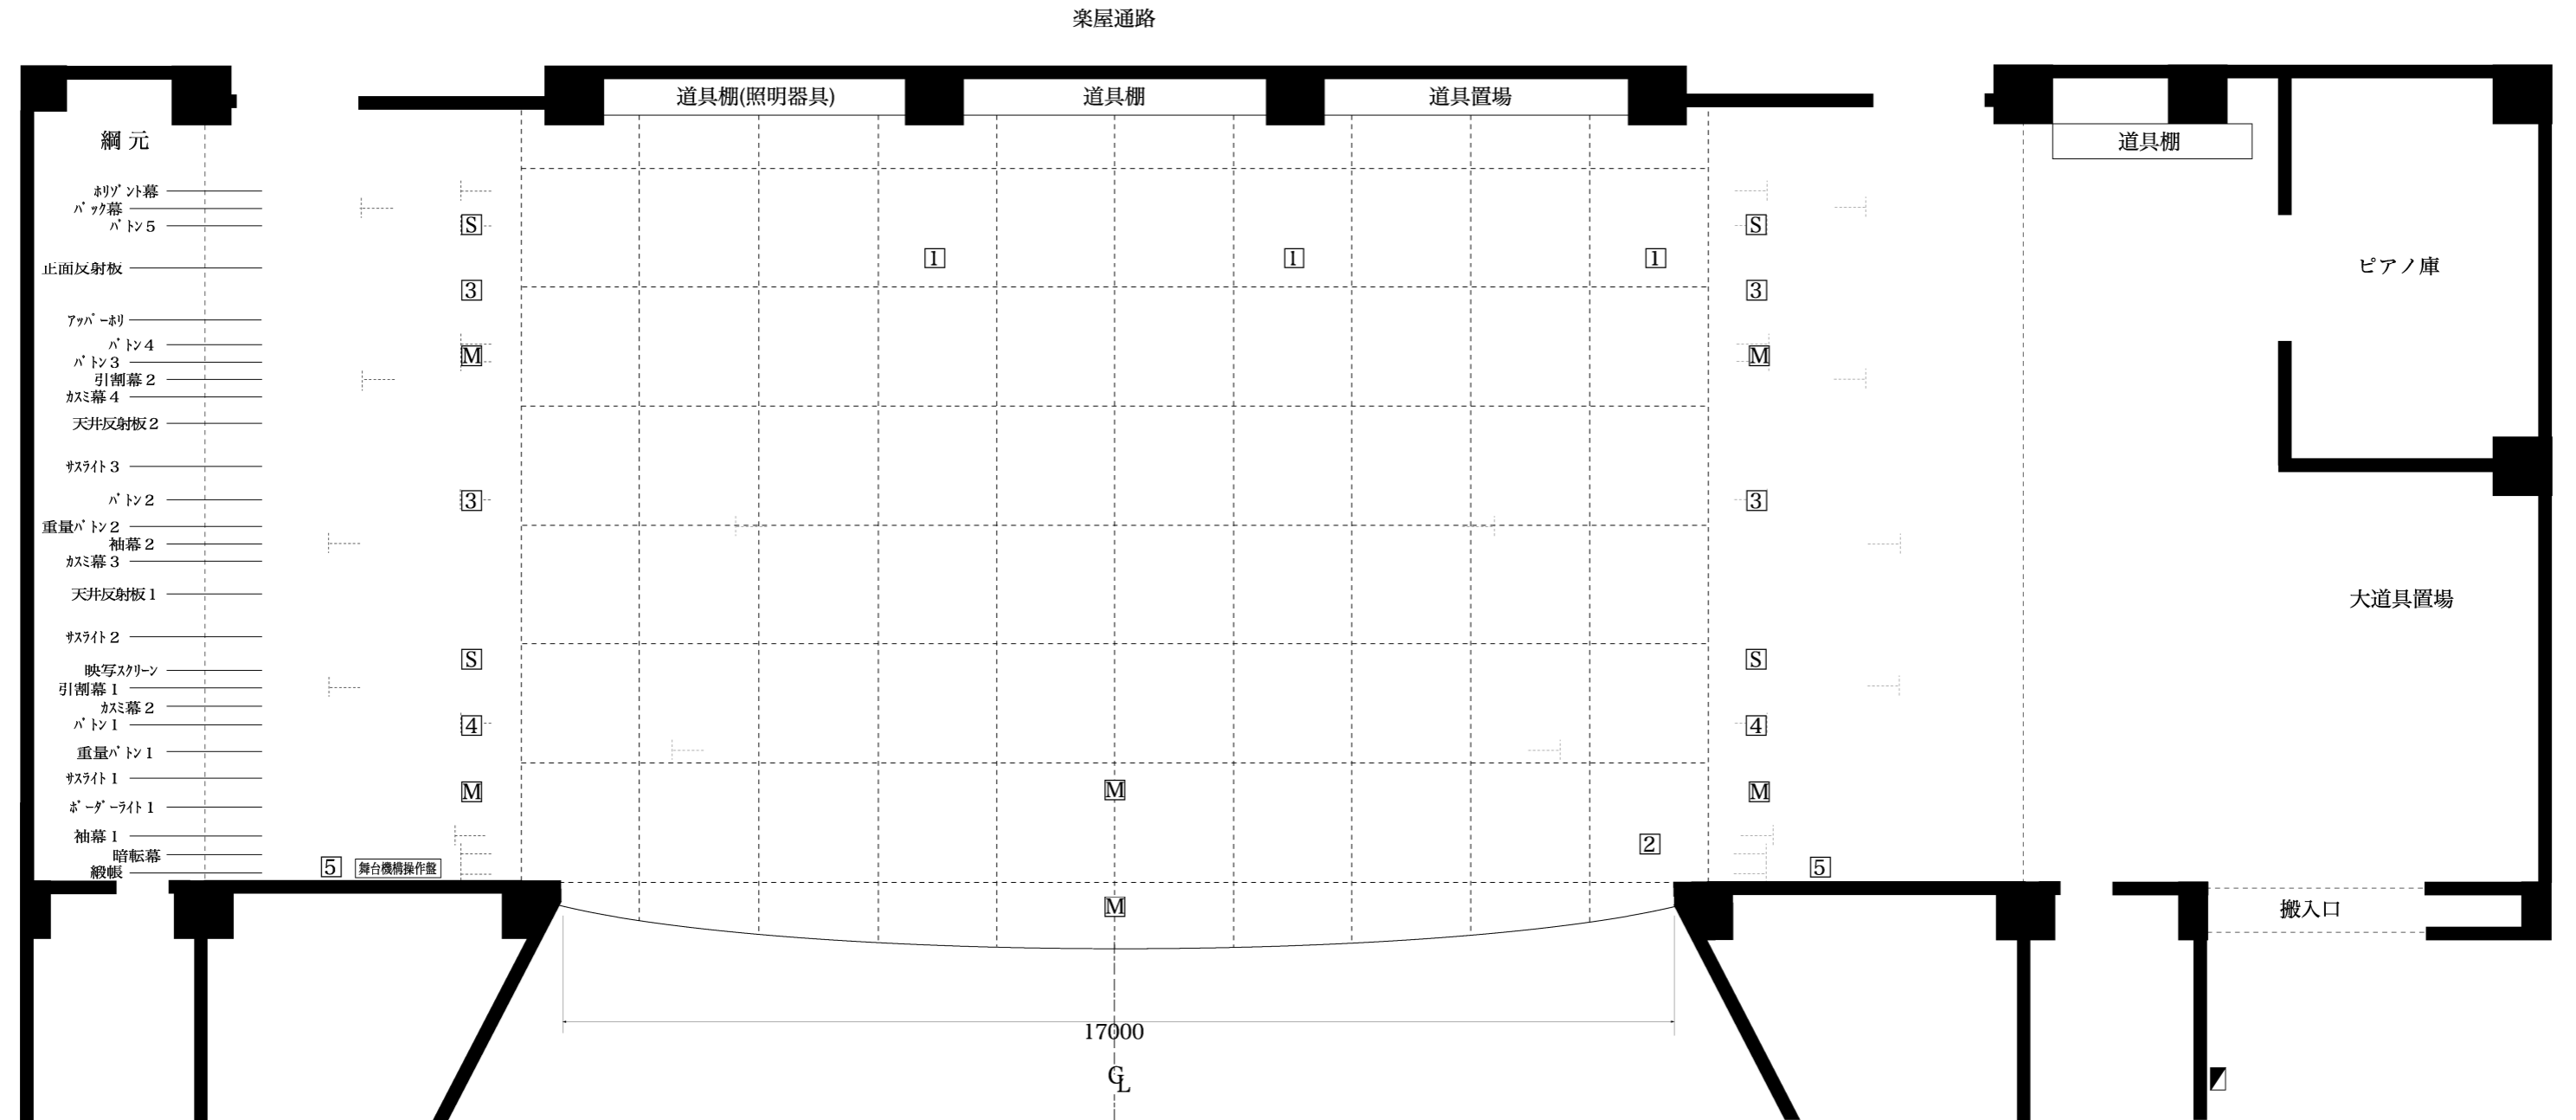 楽屋通路
道具棚(照明器具)
道具棚
道具置場
道具棚
綱元
ﾎﾘｿﾞﾝﾄ幕
ﾊﾞｯｸ幕
ﾊﾞﾄﾝ5
正面反射板
ｱｯﾊﾟｰﾎﾘ
ﾊﾞﾄﾝ4
ﾊﾞﾄﾝ3
引割幕2
ｶｽﾐ幕4
天井反射板2
ｻｽﾗｲﾄ3
ﾊﾞﾄﾝ2
重量ﾊﾞﾄﾝ2
袖幕2
ｶｽﾐ幕3
天井反射板1
ｻｽﾗｲﾄ2
映写ｽｸﾘｰﾝ
引割幕1
ｶｽﾐ幕2
ﾊﾞﾄﾝ1
重量ﾊﾞﾄﾝ1
ｻｽﾗｲﾄ1
ﾎﾞｰﾀﾞｰﾗｲﾄ1
袖幕1
暗転幕
緞帳
S
3
M
3
S
4
M
5
舞台機構操作盤
1
1
1
M
M
2
S
3
M
3
S
4
M
5
ピアノ庫
大道具置場
搬入口
17000
CL